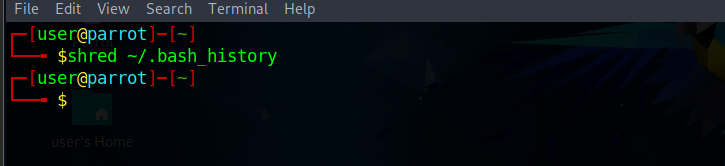 File Edit View Search Terminal Help
┌─[user@parrot]─[~]
└──╼ $shred ~/.bash_history
┌─[user@parrot]─[~]
└──╼ $
user's Home